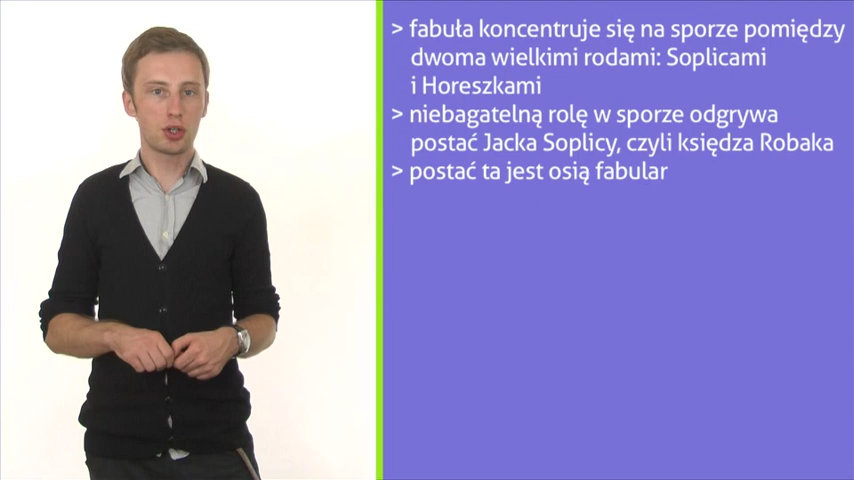 > fabuła koncentruje się na sporze pomiędzy
dwoma wielkimi rodami: Soplicami
i Horeszkami
> niebagatelną rolę w sporze odgrywa
postać Jacka Soplicy, czyli księdza Robaka
> postać ta jest osią fabular